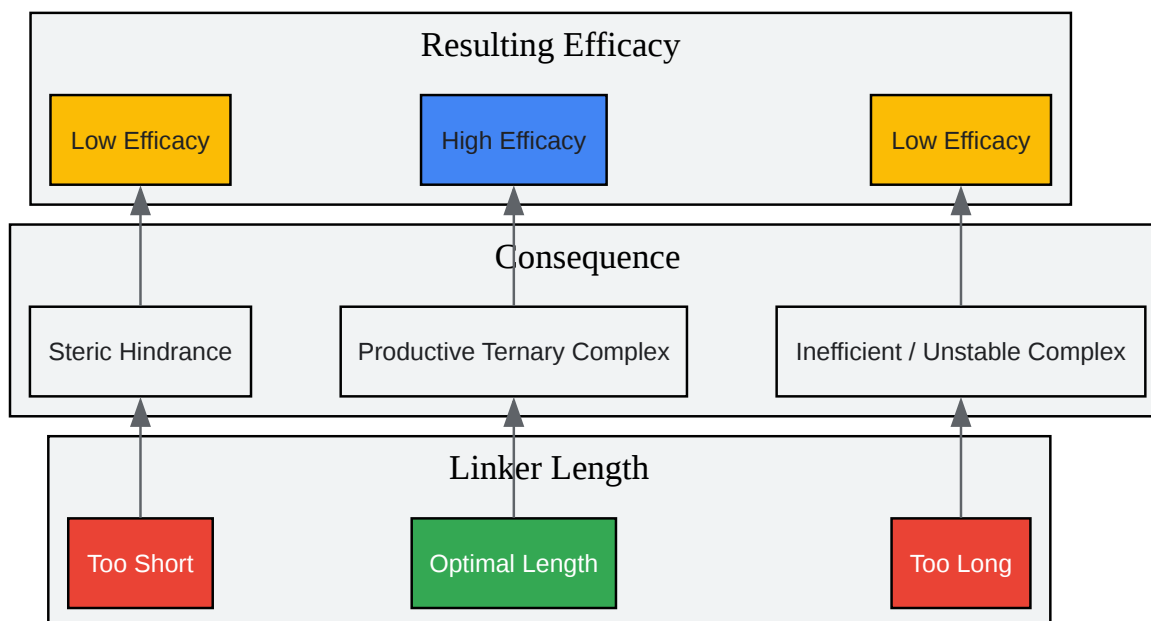 Resulting Efficacy
Low Efficacy
High Efficacy
Low Efficacy
Consequence
Steric Hindrance
Productive Ternary Complex
Inefficient / Unstable Complex
Linker Length
Too Short
Optimal Length
Too Long